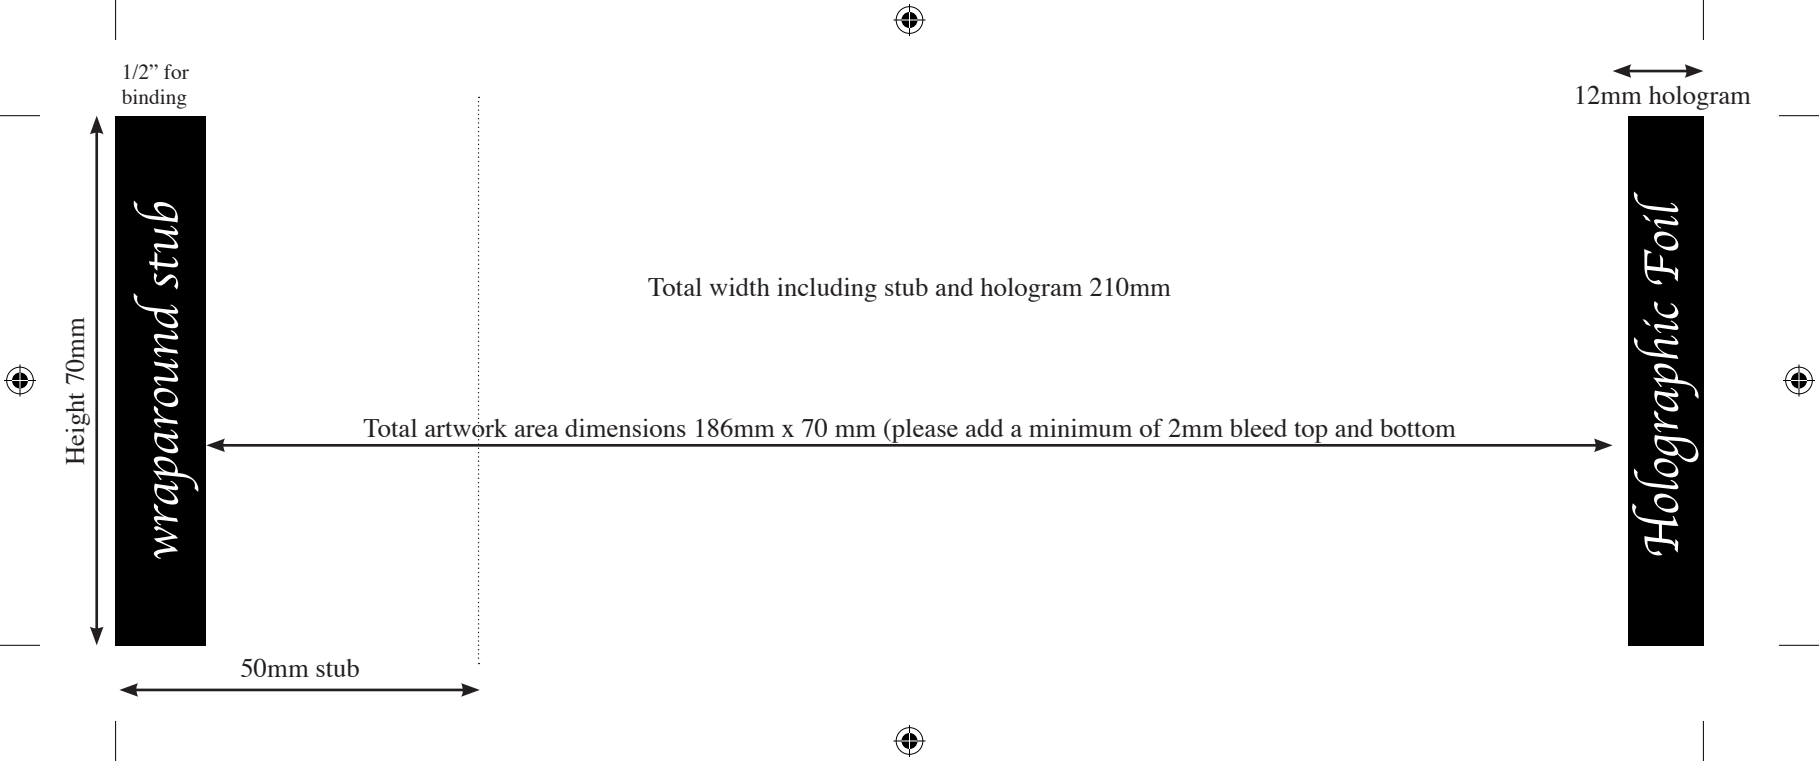 1/2” for
binding
12mm hologram
wraparound stub
Holographic Foil
Total width including stub and hologram 210mm
Height 70mm
Total artwork area dimensions 186mm x 70 mm (please add a minimum of 2mm bleed top and bottom
50mm stub